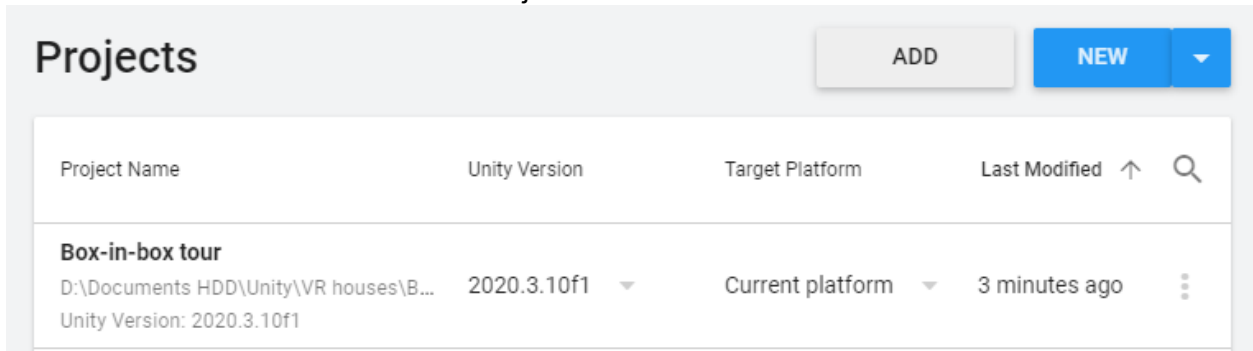 Projects
ADD
NEW
Project Name
Unity Version
Target Platform
Last Modified
Box-in-box tour
D:\Documents HDD\Unity\VR houses\B...
Unity Version: 2020.3.10f1
2020.3.10f1
Current platform
3 minutes ago